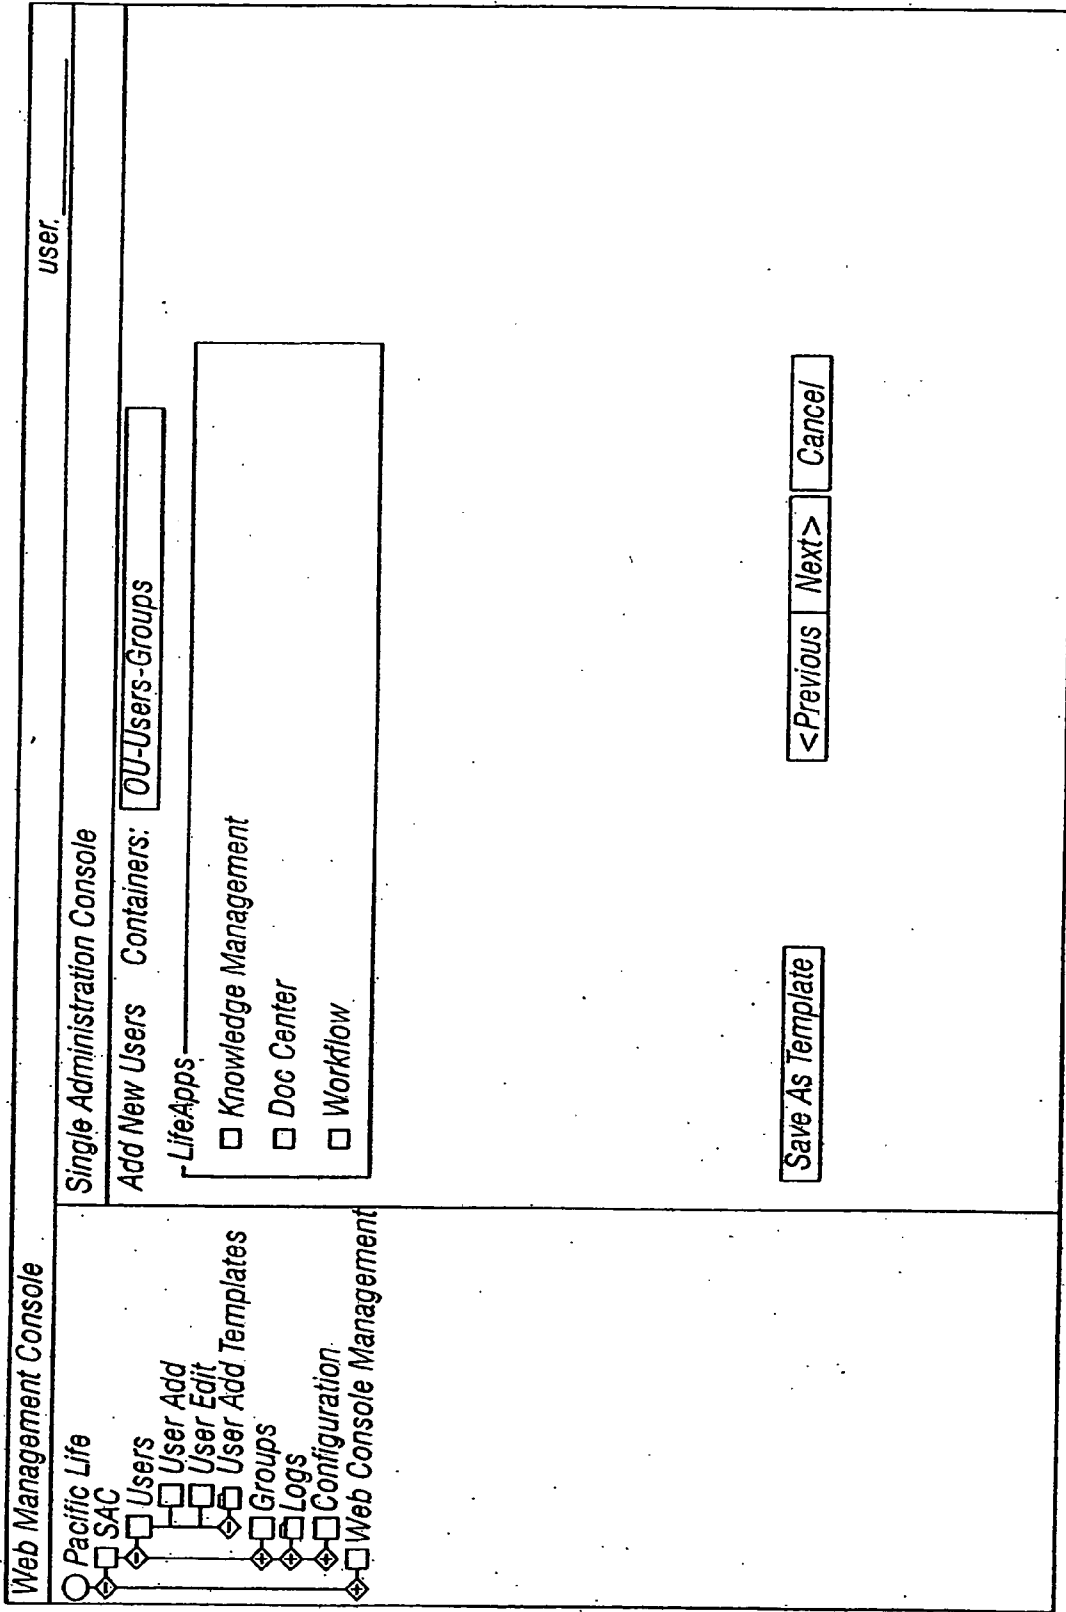 Web Management Console
user.
Pacific Life
SAC
Users
User Add
User Edit
User Add Templates
Groups
Logs
Configuration
Web Console Management
Single Administration Console
Add New Users Containers: OU-Users-Groups
LifeApps
Knowledge Management
Doc Center
Workflow
Save As Template <Previous Next> Cancel